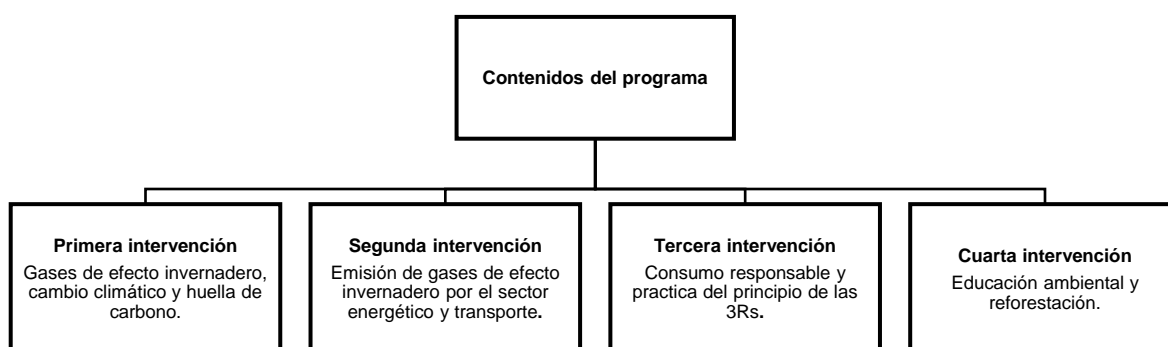 Contenidos del programa
Primera intervención
Gases de efecto invernadero,
cambio climático y huella de
carbono.
Segunda intervención
Emisión de gases de efecto
invernadero por el sector
energético y transporte.
Tercera intervención
Consumo responsable y
practica del principio de las
3Rs.
Cuarta intervención
Educación ambiental y
reforestación.